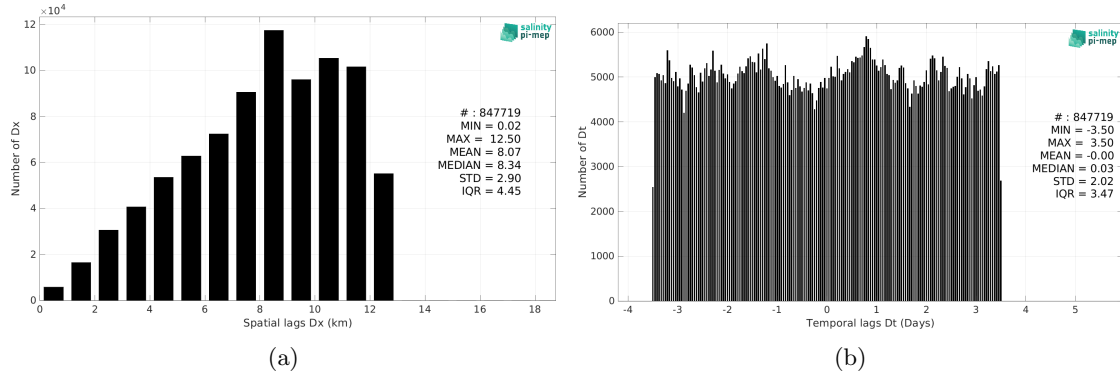 ×10⁴
12
10
8
6
4
2
0
Number of Dx
salinity
pi-mep
# : 847719
MIN = 0.02
MAX = 12.50
MEAN = 8.07
MEDIAN = 8.34
STD = 2.90
IQR = 4.45
0 2 4 6 8 10 12 14 16 18
Spatial lags Dx (km)
(a)
6000
5000
4000
3000
2000
1000
0
Number of Dt
salinity
pi-mep
# : 847719
MIN = -3.50
MAX = 3.50
MEAN = -0.00
MEDIAN = 0.03
STD = 2.02
IQR = 3.47
-4 -3 -2 -1 0 1 2 3 4 5
Temporal lags Dt (Days)
(b)